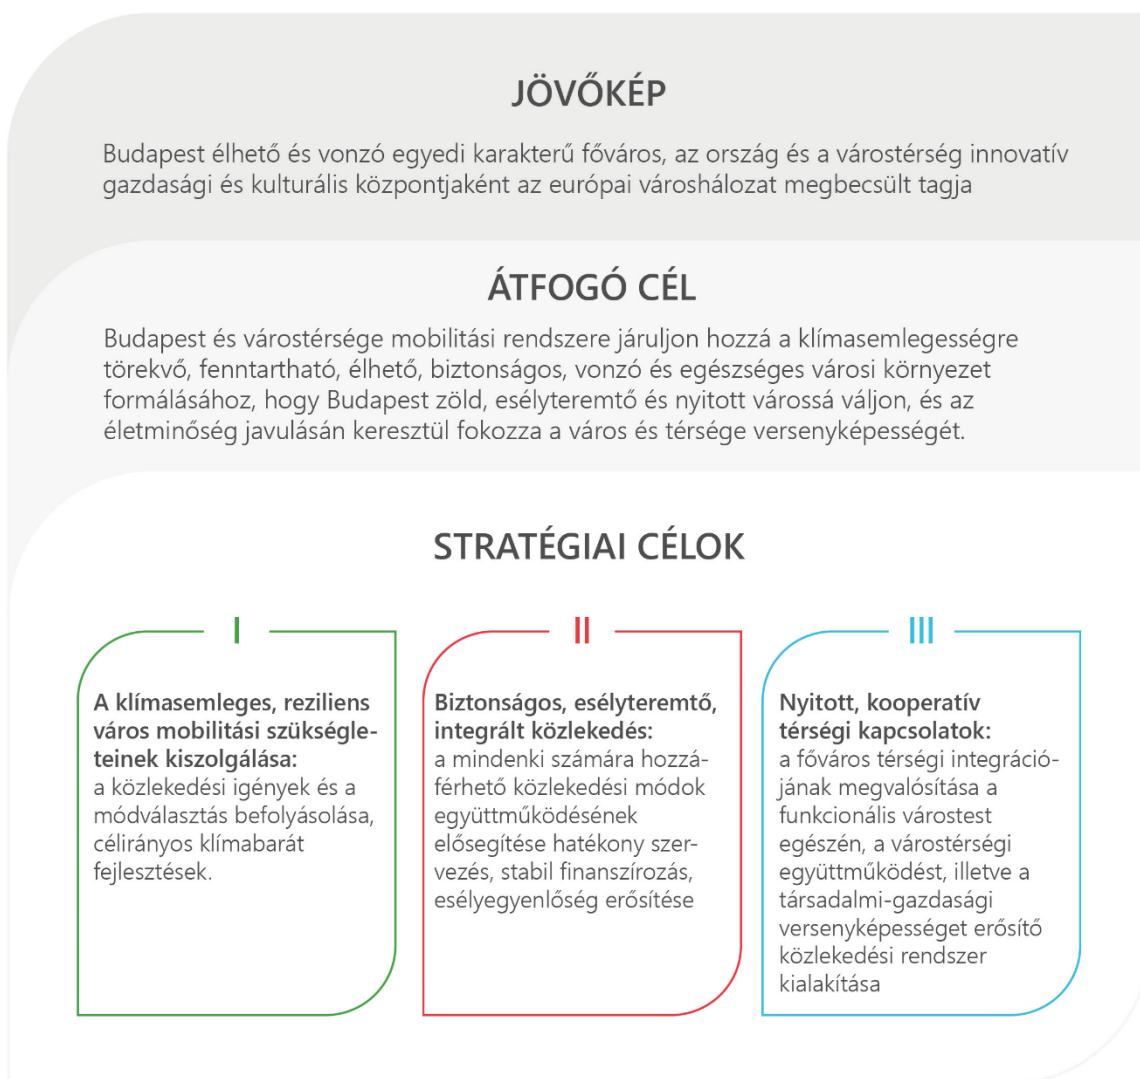 JÖVŐKÉP
Budapest élhető és vonzó egyedi karakterű főváros, az ország és a várostérség innovatív
gazdasági és kulturális központjaként az európai városhálozat megbecsült tagja
ÁTFOGÓ CÉL
Budapest és várostérsége mobilitási rendszere járuljon hozzá a klímasemlegességre
törekvő, fenntartható, élhető, biztonságos, vonzó és egészséges városi környezet
formálásához, hogy Budapest zöld, esélyteremtő és nyitott várossá váljon, és az
életminőség javulásán keresztül fokozza a város és térsége versenyképességét.
STRATÉGIAI CÉLOK
I
A klímasemleges, reziliens
város mobilitási szükségle-
teinek kiszolgálása:
a közlekedési igények és a
módválasztás befolyásolása,
célirányos klímabarát
fejlesztések.
II
Biztonságos, esélyteremtő,
integrált közlekedés:
a mindenki számára hozzá-
férhető közlekedési módok
együttműködésének
elősegítése hatékony szer-
vezés, stabil finanszírozás,
esélyegyenlőség erősítése
III
Nyitott, kooperatív
térségi kapcsolatok:
a főváros térségi integráció-
jának megvalósítása a
funkcionális várostest
egészén, a várostérségi
együttműködést, illetve a
társadalmi-gazdasági
versenyképességet erősítő
közlekedési rendszer
kialakítása